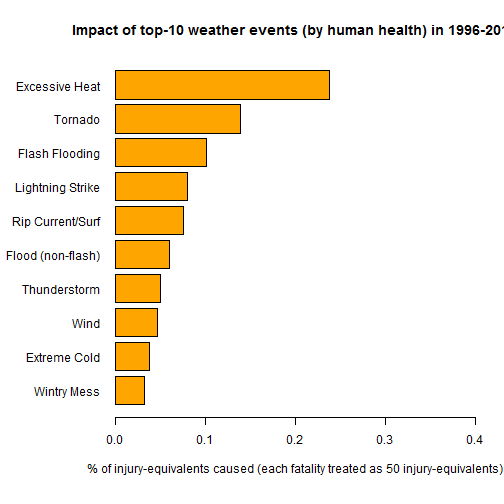 Impact of top-10 weather events (by human health) in 1996-201
Excessive Heat
Tornado
Flash Flooding
Lightning Strike
Rip Current/Surf
Flood (non-flash)
Thunderstorm
Wind
Extreme Cold
Wintry Mess
0.0 0.1 0.2 0.3 0.4
% of injury-equivalents caused (each fatality treated as 50 injury-equivalents)